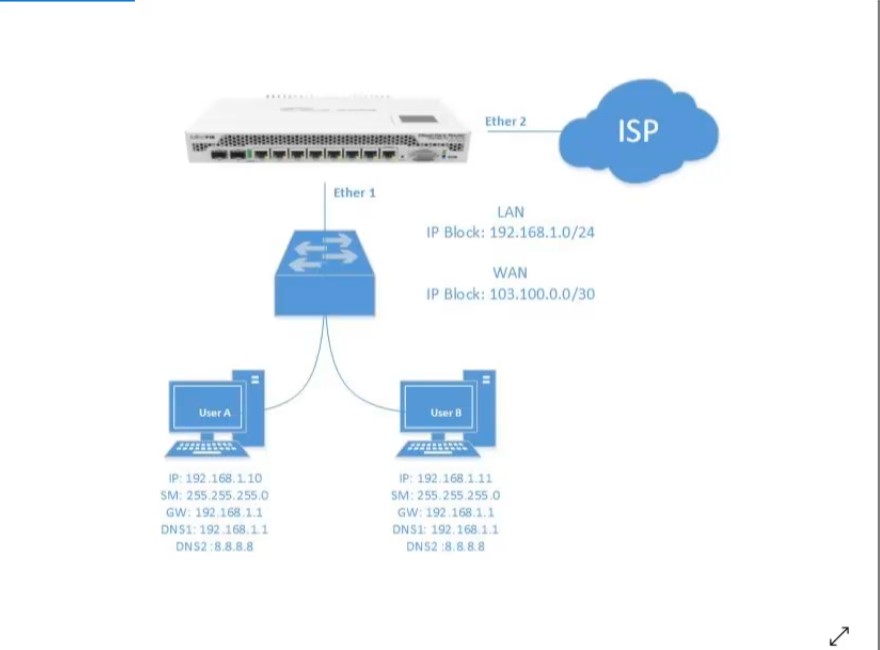 Ether 2
ISP
Ether 1
LAN
IP Block: 192.168.1.0/24
WAN
IP Block: 103.100.0.0/30
User A
User B
IP: 192.168.1.10
SM: 255.255.255.0
GW: 192.168.1.1
DNS1: 192.168.1.1
DNS2 :8.8.8.8
IP: 192.168.1.11
SM: 255.255.255.0
GW: 192.168.1.1
DNS1: 192.168.1.1
DNS2 :8.8.8.8